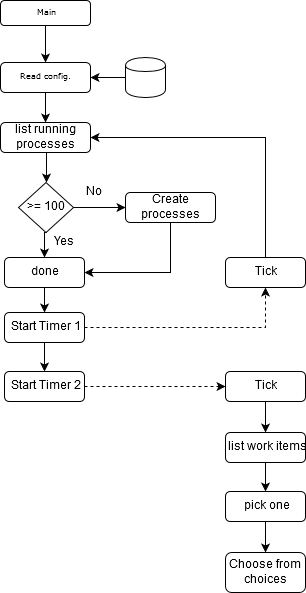 Main
Read config.
list running
processes
>= 100
No
Create
processes
Yes
done
Tick
Start Timer 1
Start Timer 2
Tick
list work items
pick one
Choose from
choices